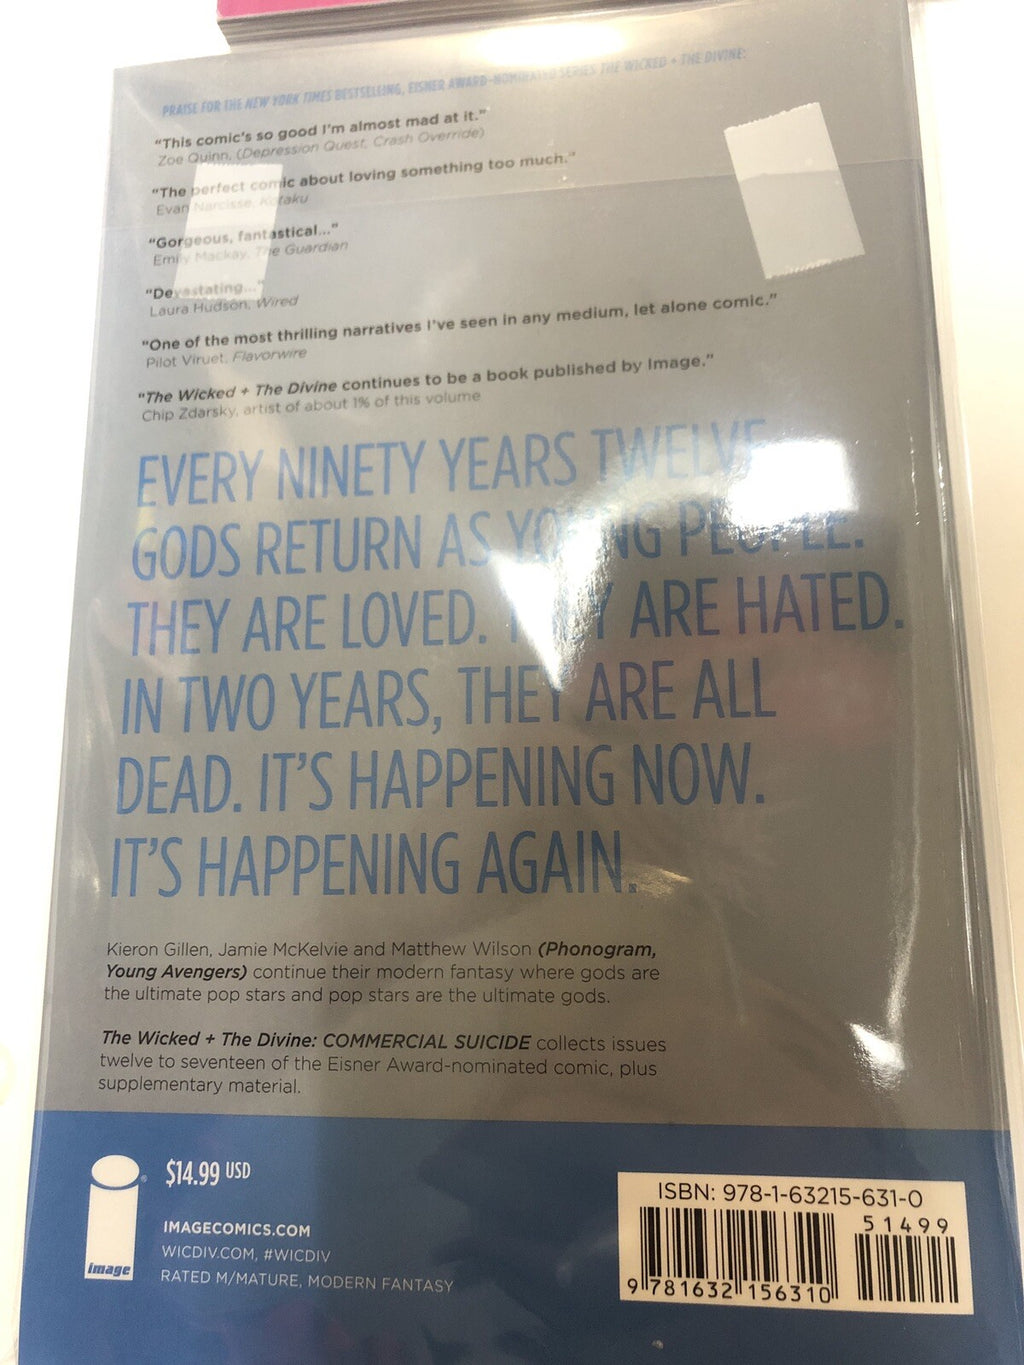 PRAISE FOR THE NEW YORK TIMES BESTSELLING, EISNER AWARD-NOMINATED SERIES THE WICKED + THE DIVINE:
“This comic’s so good I’m almost mad at it.”
Zoe Quinn, (Depression Quest, Crash Override)
“The perfect comic about loving something too much.”
Evan Narcisse, Kotaku
“Gorgeous, fantastical...”
Emily Mackay, The Guardian
“Devastating...”
Laura Hudson, Wired
“One of the most thrilling narratives I’ve seen in any medium, let alone comic.”
Pilot Viruet, Flavorwire
“The Wicked + The Divine continues to be a book published by Image.”
Chip Zdarsky, artist of about 1% of this volume
EVERY NINETY YEARS TWELVE
GODS RETURN AS YOUNG PEOPLE.
THEY ARE LOVED. THEY ARE HATED.
IN TWO YEARS, THEY ARE ALL
DEAD. IT’S HAPPENING NOW.
IT’S HAPPENING AGAIN.
Kieron Gillen, Jamie McKelvie and Matthew Wilson (Phonogram,
Young Avengers) continue their modern fantasy where gods are
the ultimate pop stars and pop stars are the ultimate gods.
The Wicked + The Divine: COMMERCIAL SUICIDE collects issues
twelve to seventeen of the Eisner Award-nominated comic, plus
supplementary material.
$14.99 USD
IMAGECOMICS.COM
WICDIV.COM, #WICDIV
RATED M/MATURE, MODERN FANTASY
image
ISBN: 978-1-63215-631-0
51499
9 781632 156310